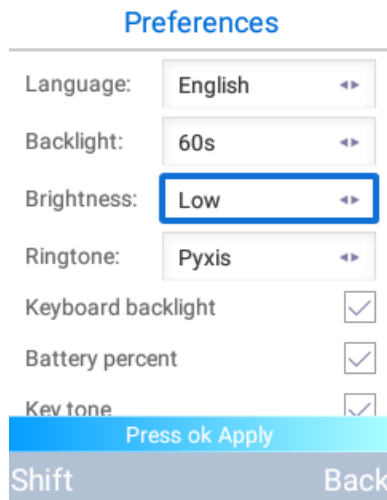 Preferences
Language: English
Backlight: 60s
Brightness: Low
Ringtone: Pyxis
Keyboard backlight
Battery percent
Key tone
Press ok Apply
Shift Back